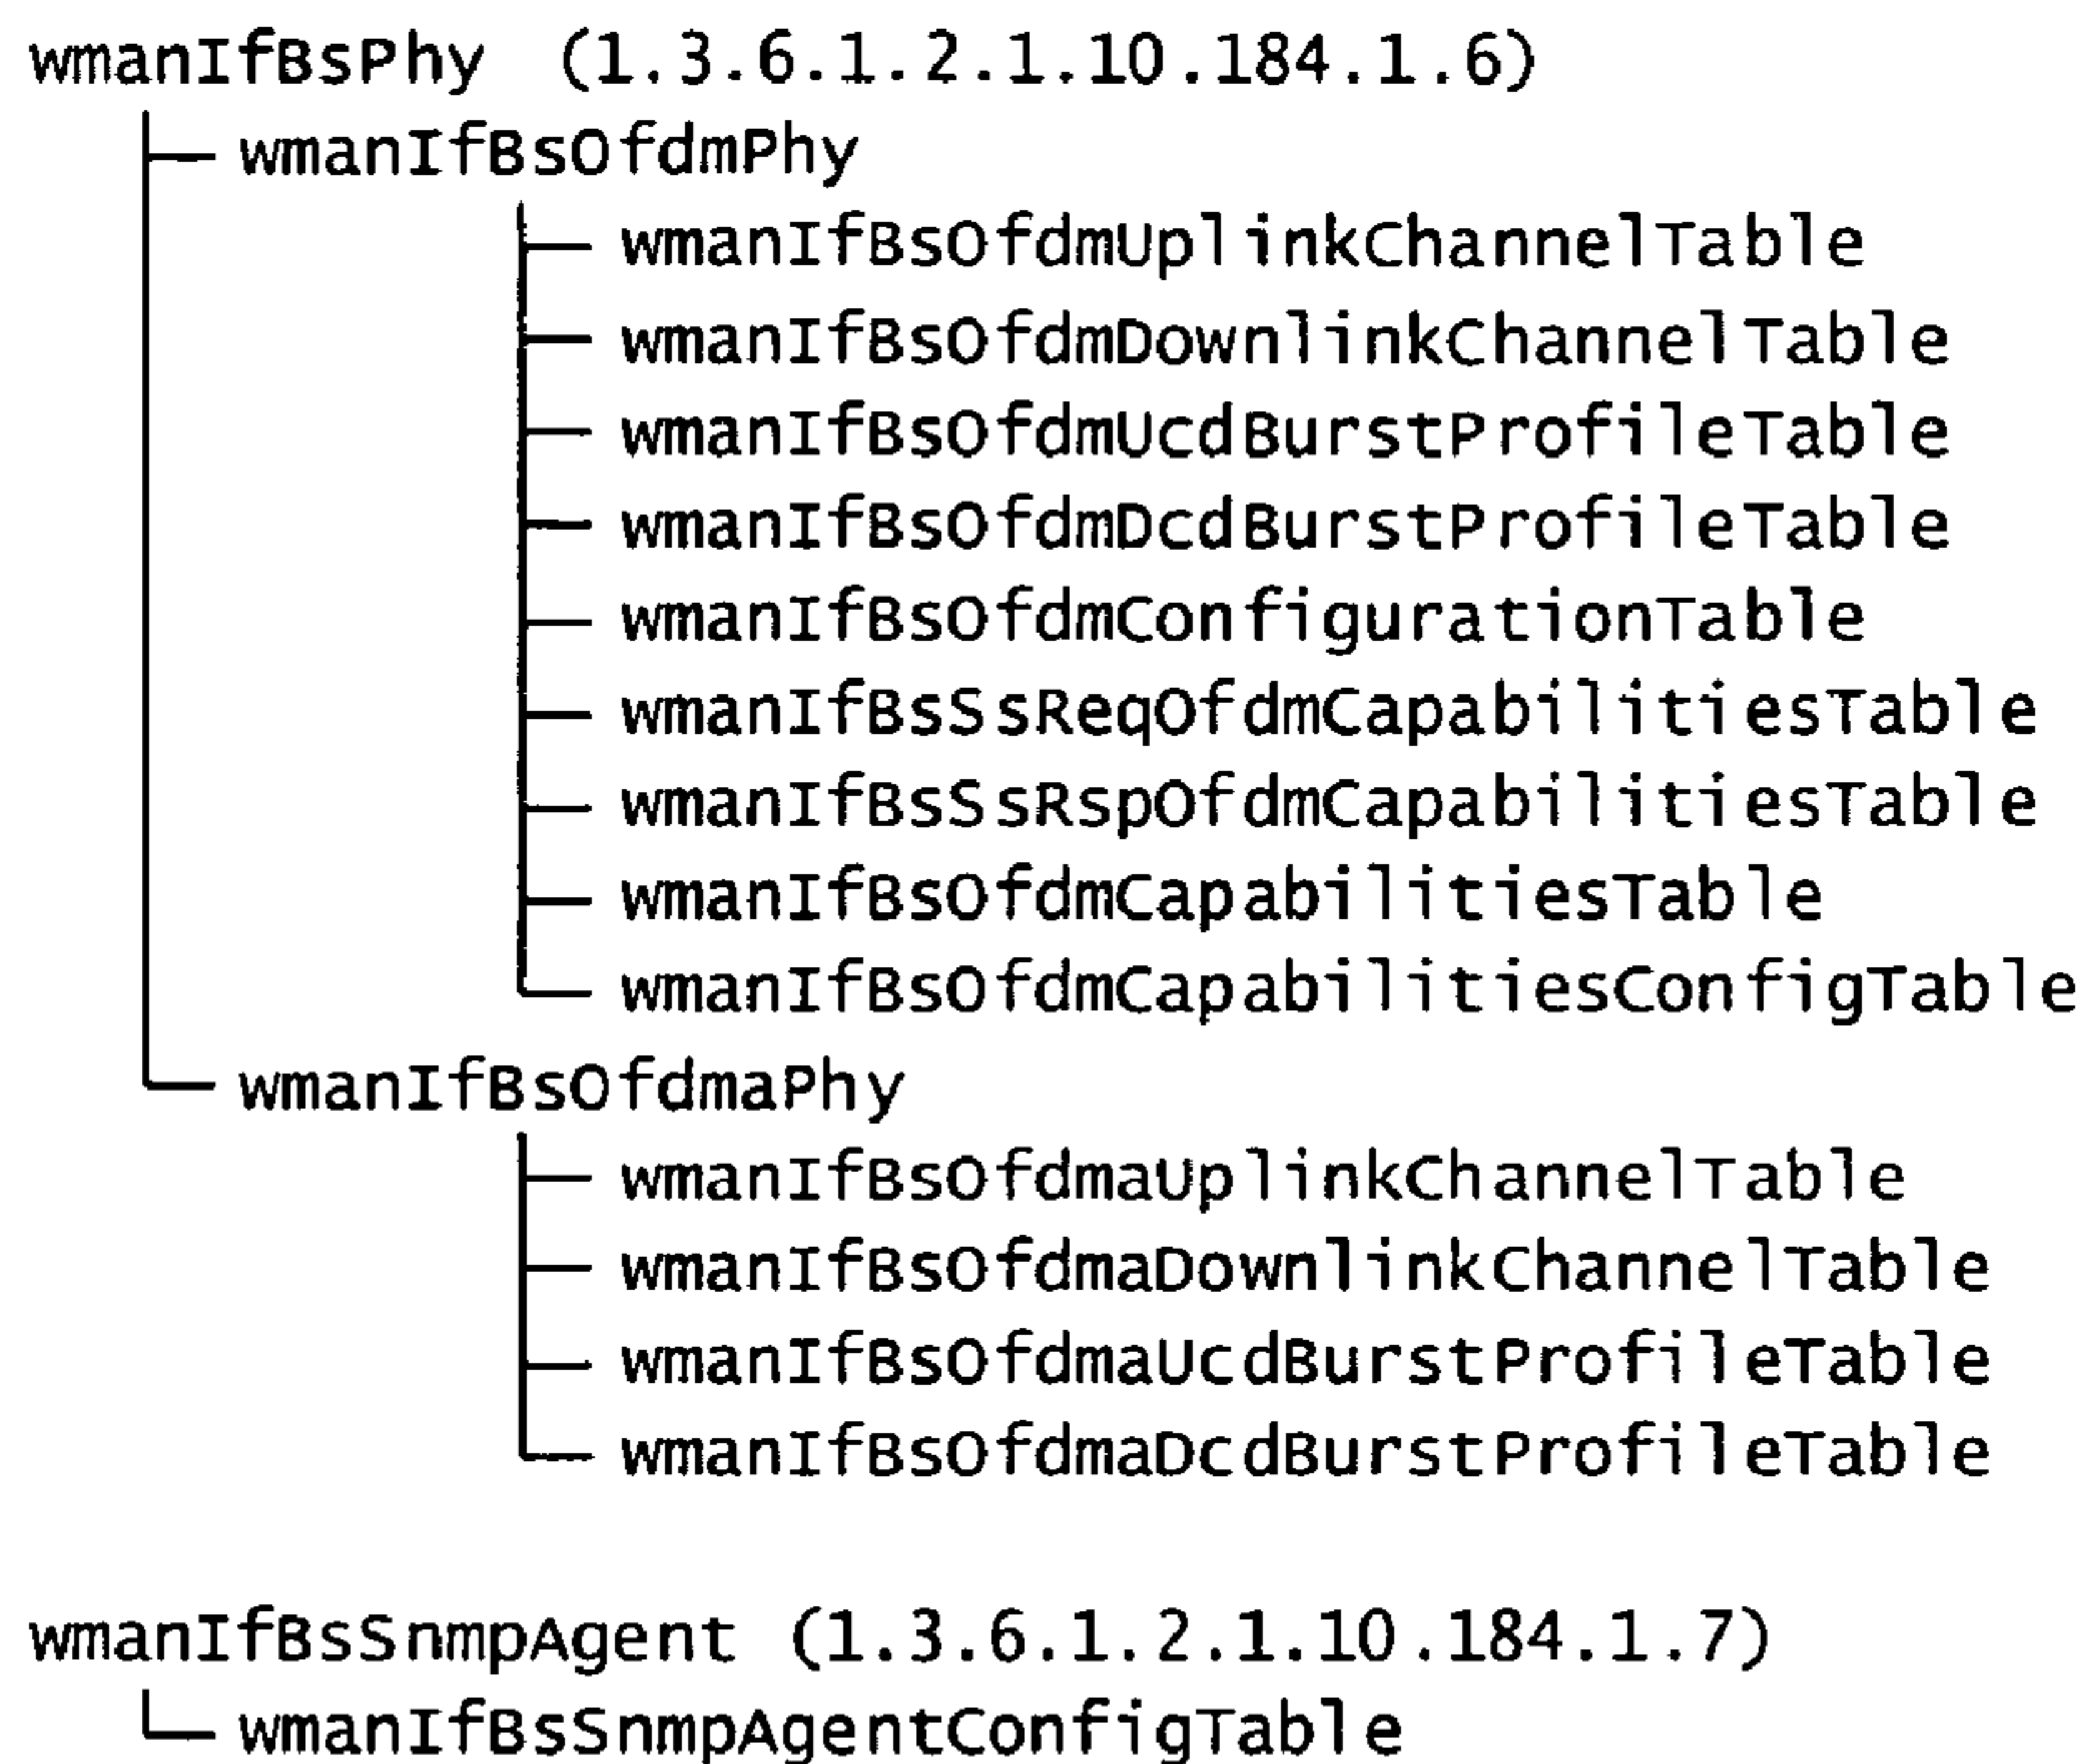 wmanIfBsPhy (1.3.6.1.2.1.10.184.1.6)
wmanIfBsOfdmPhy
wmanIfBsOfdmUplinkChannelTable
wmanIfBsOfdmDownlinkChannelTable
wmanIfBsOfdmUcdBurstProfileTable
wmanIfBsOfdmDcdBurstProfileTable
wmanIfBsOfdmConfigurationTable
wmanIfBsSsReqOfdmCapabilitiesTable
wmanIfBsSsRspOfdmCapabilitiesTable
wmanIfBsOfdmCapabilitiesTable
wmanIfBsOfdmCapabilitiesConfigTable
wmanIfBsOfdmaPhy
wmanIfBsOfdmaUplinkChannelTable
wmanIfBsOfdmaDownlinkChannelTable
wmanIfBsOfdmaUcdBurstProfileTable
wmanIfBsOfdmaDcdBurstProfileTable
wmanIfBsSnmpAgent (1.3.6.1.2.1.10.184.1.7)
wmanIfBsSnmpAgentConfigTable